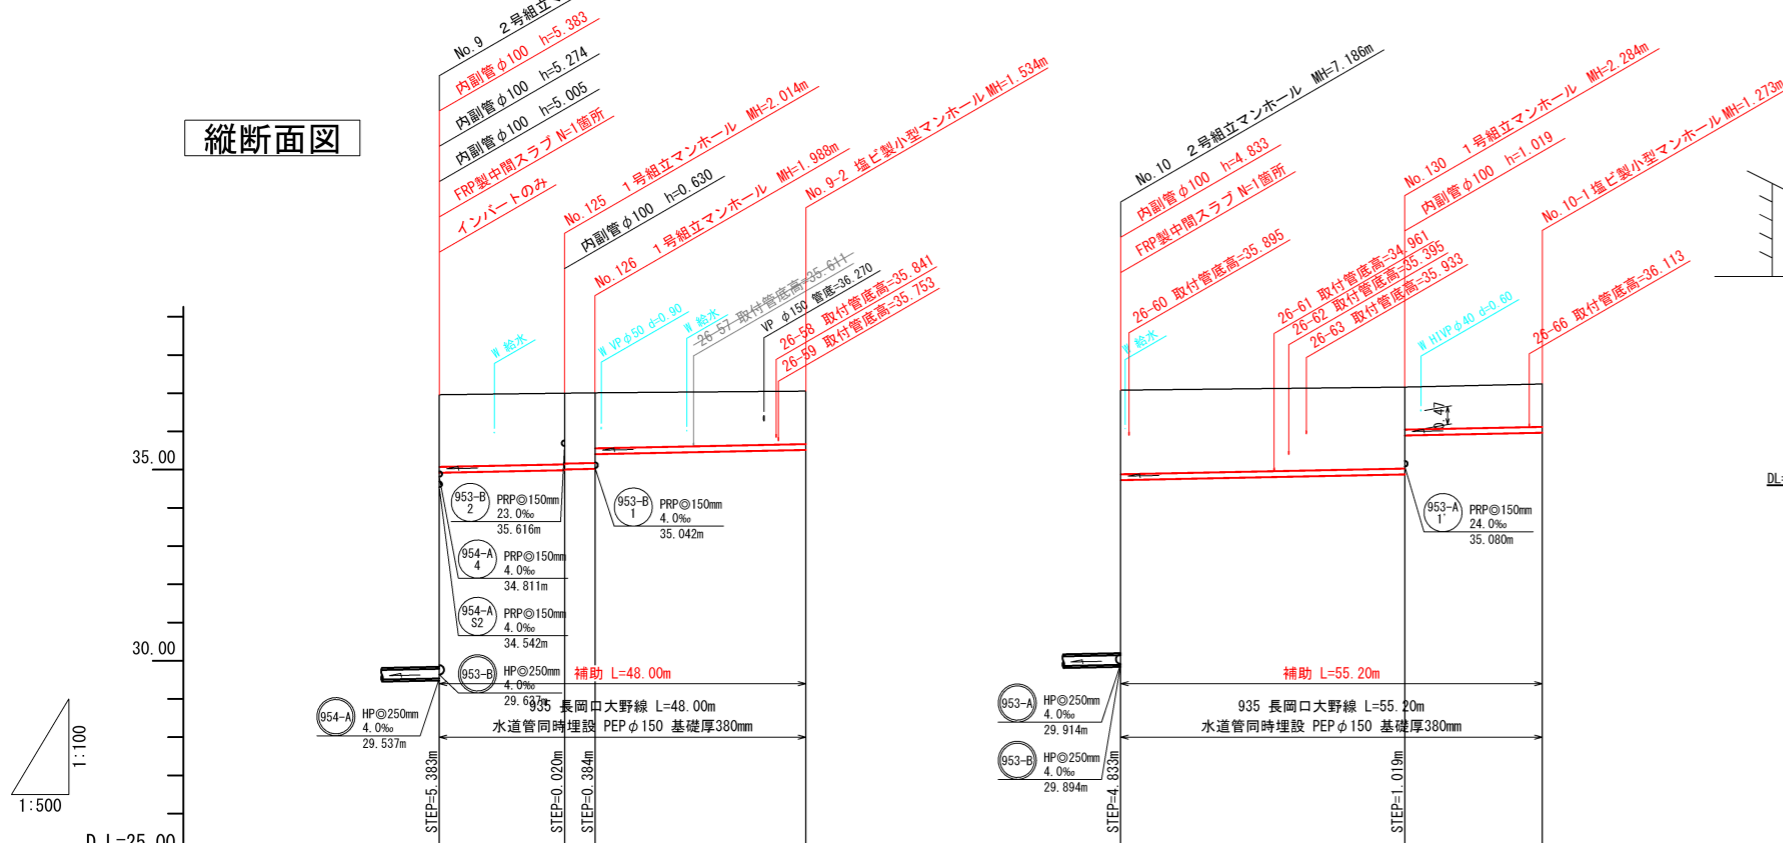 縦断面図
No.9 2号組立マ
内副管φ100 h=5.383
内副管φ100 h=5.274
内副管φ100 h=5.005
FRP製中間スラブ N=1箇所
インバートのみ
No.125 1号組立マンホール MH=2.014m
内副管φ100 h=0.630
No.126 1号組立マンホール MH=1.988m
No.9-2 塩ビ製小型マンホール MH=1.534m
W 給水
W VPφ50 d=0.90
W 給水
26-57 取付管底高=35.611
VP φ150 管底=36.270
26-58 取付管底高=35.841
26-59 取付管底高=35.753
No.10 2号組立マンホール MH=7.186m
内副管φ100 h=4.833
FRP製中間スラブ N=1箇所
No.130 1号組立マンホール MH=2.284m
内副管φ100 h=1.019
No.10-1 塩ビ製小型マンホール MH=1.273m
W 給水
26-60 取付管底高=35.895
26-61 取付管底高=34.961
26-62 取付管底高=35.395
26-63 取付管底高=35.933
W HIVPφ40 d=0.60
26-66 取付管底高=36.113
0.47
35.00
30.00
D.L=25.00
DL=
953-B
2
PRP◎150mm
23.0‰
35.616m
954-A
4
PRP◎150mm
4.0‰
34.811m
954-A
S2
PRP◎150mm
4.0‰
34.542m
953-B
HP◎250mm
4.0‰
29.637m
954-A
HP◎250mm
4.0‰
29.537m
953-B
1
PRP◎150mm
4.0‰
35.042m
補助 L=48.00m
935 長岡口大野線 L=48.00m
水道管同時埋設 PEPφ150 基礎厚380mm
STEP=5.383m
STEP=0.020m
STEP=0.384m
953-A
1'
PRP◎150mm
24.0‰
35.080m
953-A
HP◎250mm
4.0‰
29.914m
953-B
HP◎250mm
4.0‰
29.894m
補助 L=55.20m
935 長岡口大野線 L=55.20m
水道管同時埋設 PEPφ150 基礎厚380mm
STEP=4.833m
STEP=1.019m
1:100
1:500